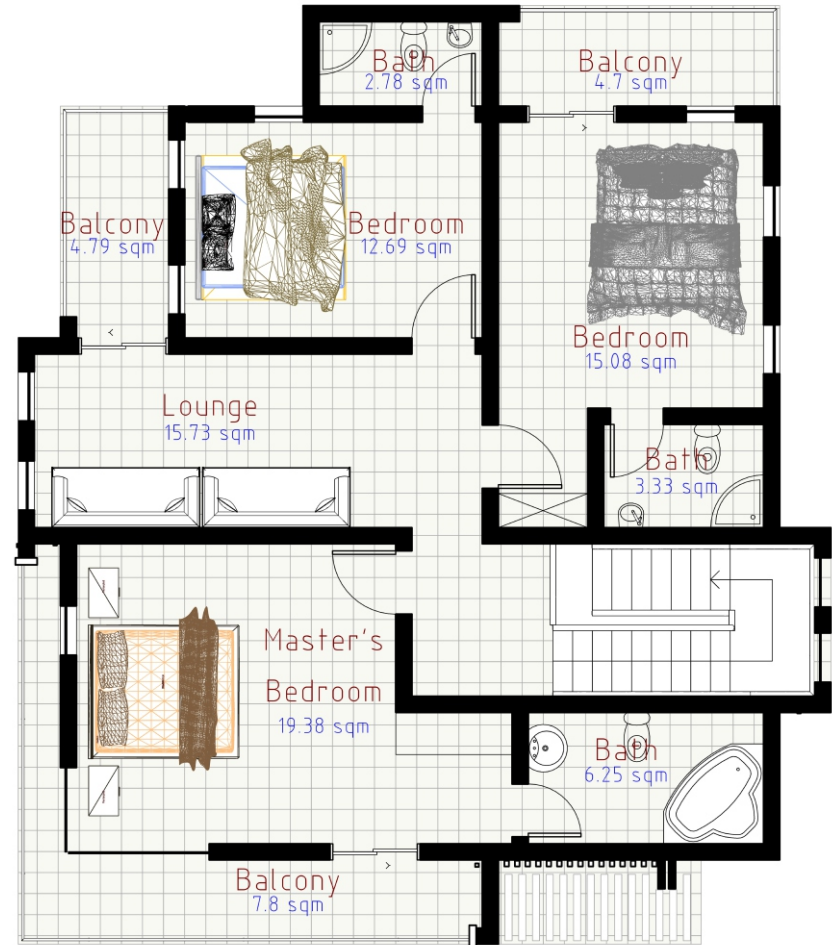 Bath
2.78 sqm
Balcony
4.7 sqm
Balcony
4.79 sqm
Bedroom
12.69 sqm
Bedroom
15.08 sqm
Lounge
15.73 sqm
Bath
3.33 sqm
Master's
Bedroom
19.38 sqm
Bath
6.25 sqm
Balcony
7.8 sqm